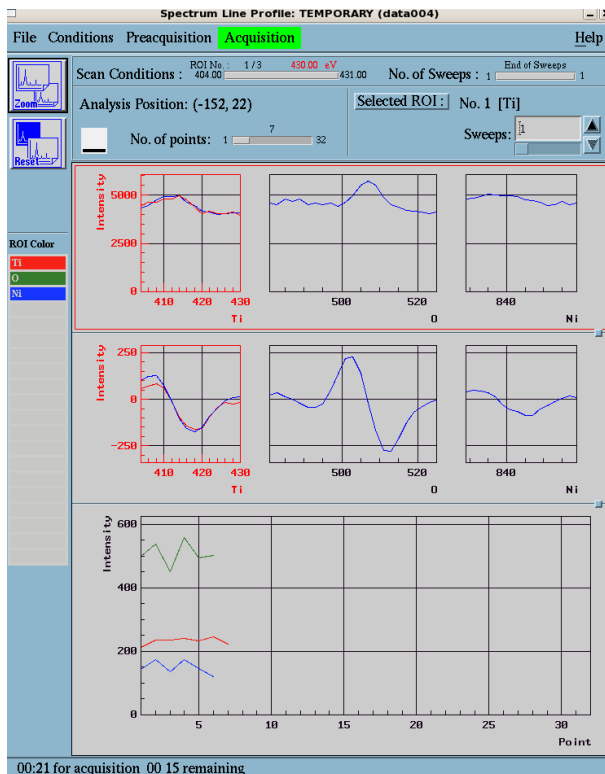 Spectrum Line Profile: TEMPORARY (data004)
File Conditions Preacquisition Acquisition Help
Zoom
Reset
ROI No. : 1 / 3 430.00 eV End of Sweeps
Scan Conditions : 404.00 431.00 No. of Sweeps : 1 1
Analysis Position: (-152, 22)
Selected ROI : No. 1 [Ti]
No. of points: 1 7 32
Sweeps: 1
ROI Color
Ti
O
Ni
Intensity
5000
2500
0
410 420 430 500 520 840
Ti O Ni
Intensity
250
0
-250
410 420 430 500 520 840
Ti O Ni
Intensity
600
400
200
0
5 10 15 20 25 30
Point
00:21 for acquisition 00 15 remaining